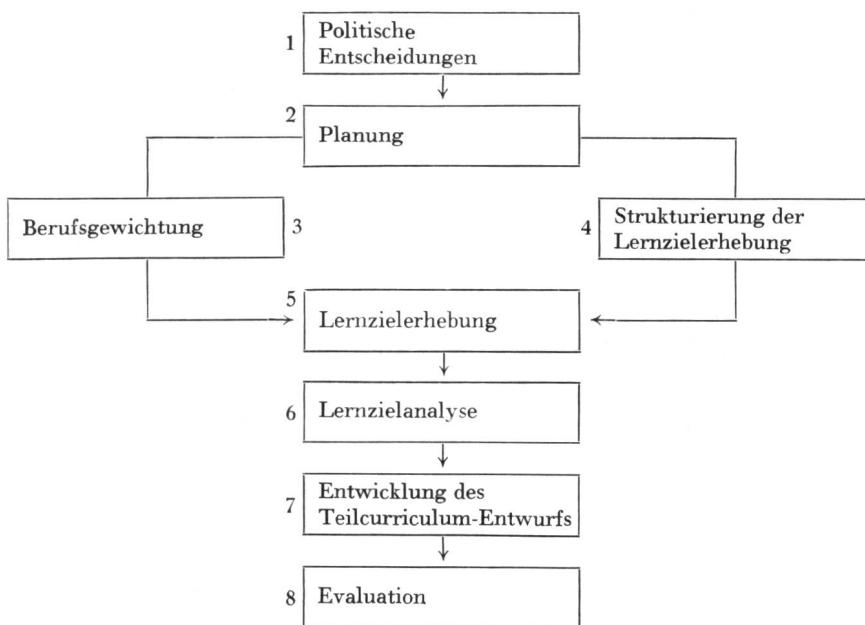 1
Politische
Entscheidungen
2
Planung
Berufsgewichtung
3
4
Strukturierung der
Lernzielerhebung
5
Lernzielerhebung
6
Lernzielanalyse
7
Entwicklung des
Teilcurriculum-Entwurfs
8
Evaluation